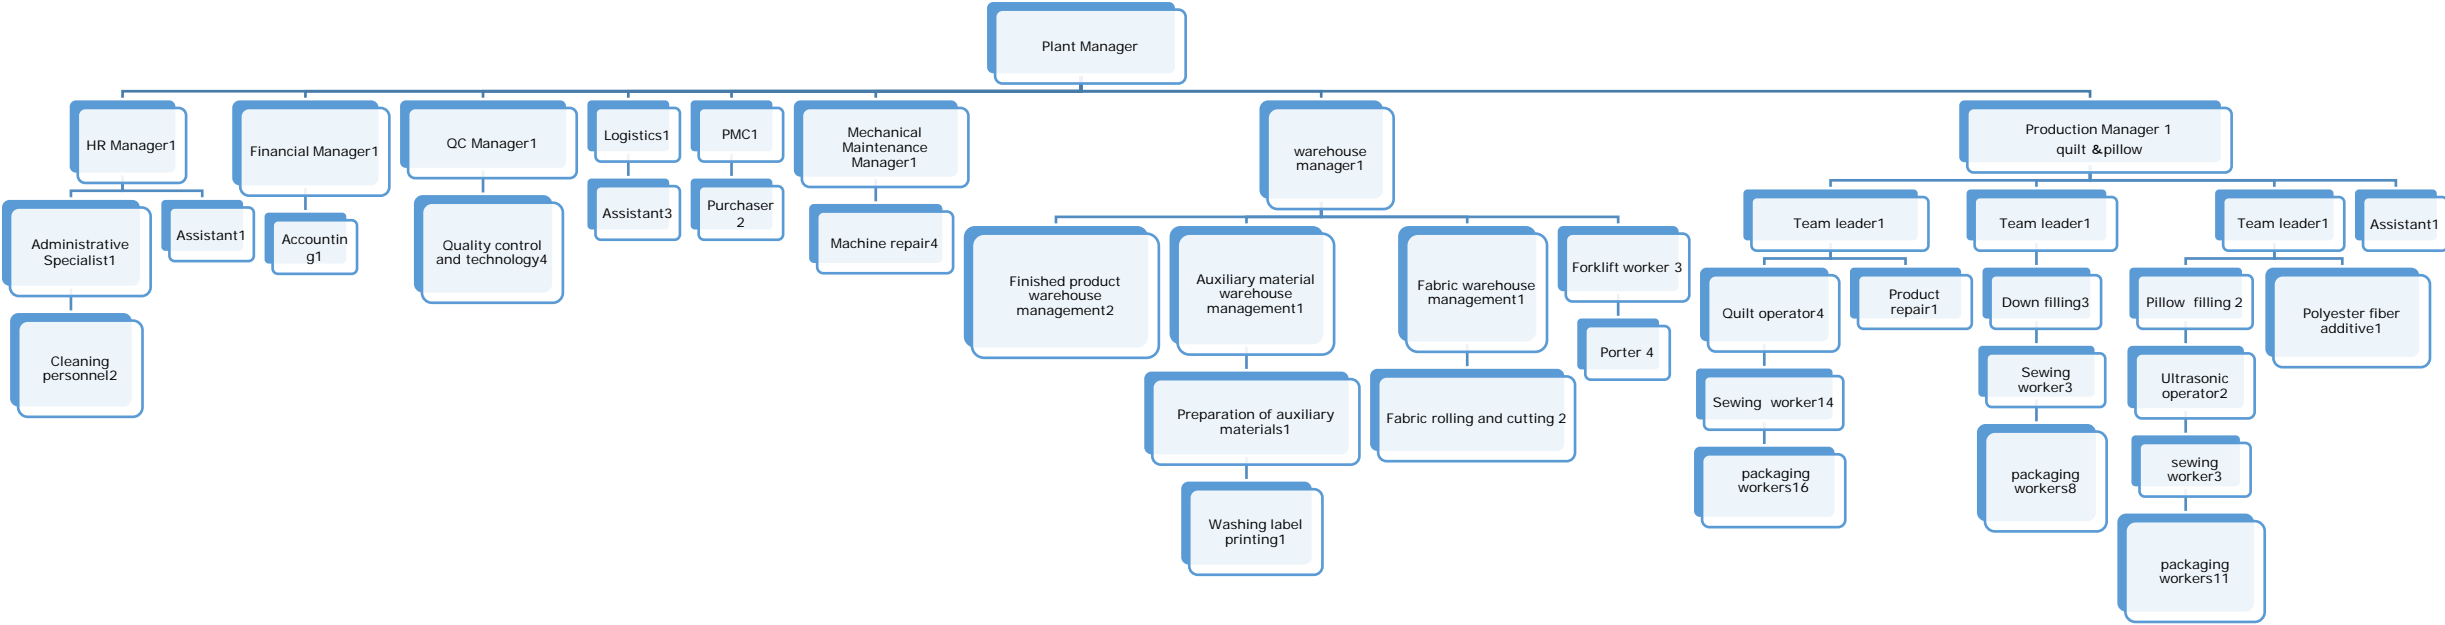 Plant Manager
HR Manager1
Financial Manager1
QC Manager1
Logistics1
PMC1
Mechanical
Maintenance
Manager1
warehouse
manager1
Production Manager 1
quilt &pillow
Administrative
Specialist1
Assistant1
Accountin
g1
Quality control
and technology4
Assistant3
Purchaser
2
Machine repair4
Finished product
warehouse
management2
Auxiliary material
warehouse
management1
Fabric warehouse
management1
Forklift worker 3
Team leader1
Team leader1
Team leader1
Assistant1
Cleaning
personnel2
Preparation of auxiliary
materials1
Fabric rolling and cutting 2
Porter 4
Quilt operator4
Product
repair1
Down filling3
Pillow  filling 2
Polyester fiber
additive1
Washing label
printing1
Sewing  worker14
Sewing
worker3
Ultrasonic
operator2
packaging
workers16
packaging
workers8
sewing
worker3
packaging
workers11